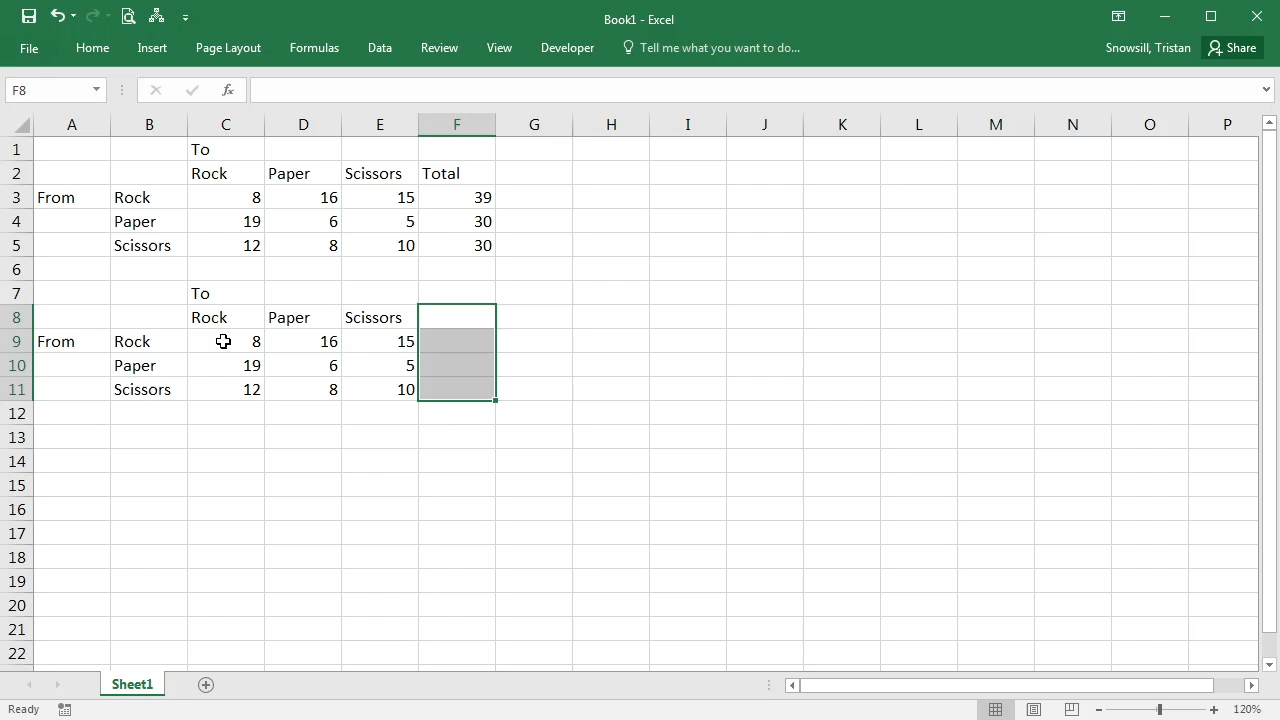 Book1 - Excel
File Home Insert Page Layout Formulas Data Review View Developer Tell me what you want to do... Snowsill, Tristan Share
F8 fx
A B C D E F G H I J K L M N O P
1 To
2 Rock Paper Scissors Total
3 From Rock 8 16 15 39
4 Paper 19 6 5 30
5 Scissors 12 8 10 30
6
7 To
8 Rock Paper Scissors
9 From Rock 8 16 15
10 Paper 19 6 5
11 Scissors 12 8 10
12
13
14
15
16
17
18
19
20
21
22
Sheet1
Ready 120%